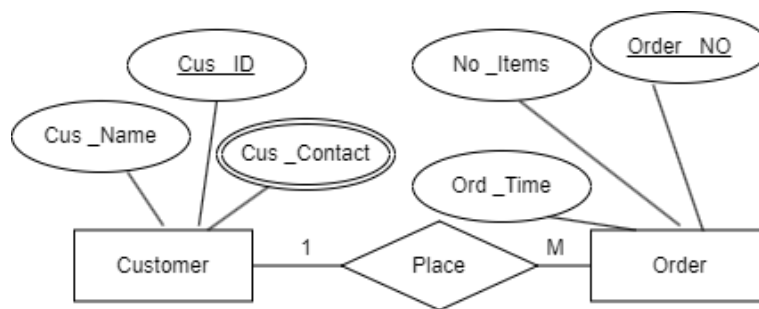 Cus _ID
Order _NO
No _Items
Cus _Name
Cus _Contact
Ord _Time
Customer
1
Place
M
Order